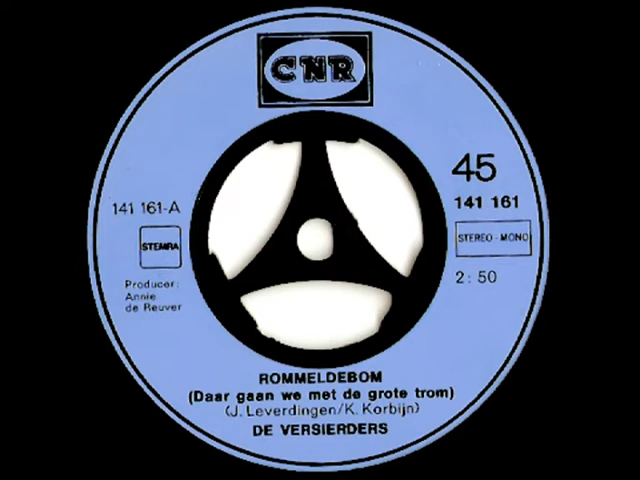 CNR
45
141 161-A
141 161
STEMRA
STEREO - MONO
Producer:
Annie
de Reuver
2:50
ROMMELDEBOM
(Daar gaan we met de grote trom)
(J. Leverdingen/K. Korbijn)
DE VERSIERDERS